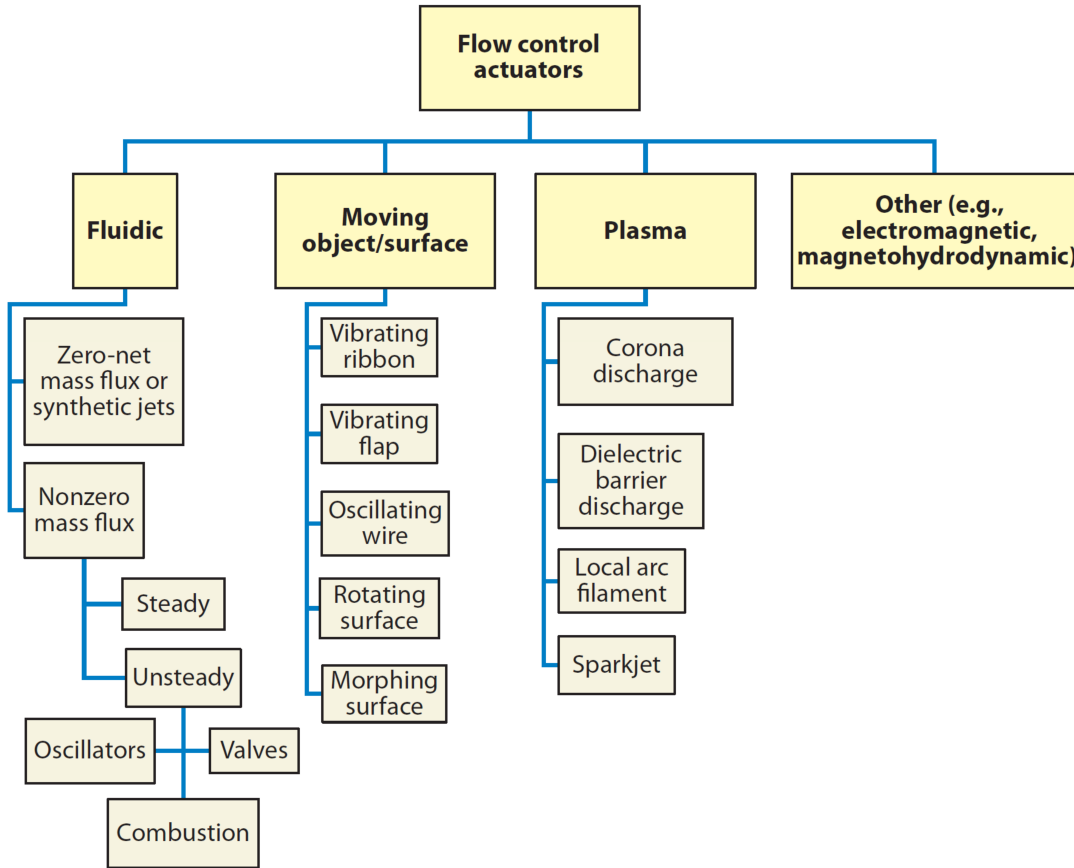 Flow control
actuators
Fluidic
Moving
object/surface
Plasma
Other (e.g.,
electromagnetic,
magnetohydrodynamic)
Zero-net
mass flux or
synthetic jets
Nonzero
mass flux
Steady
Unsteady
Oscillators
Valves
Combustion
Vibrating
ribbon
Vibrating
flap
Oscillating
wire
Rotating
surface
Morphing
surface
Corona
discharge
Dielectric
barrier
discharge
Local arc
filament
Sparkjet